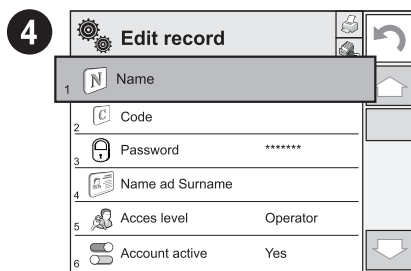 4
Edit record
1 N Name
2 C Code
3 Password *******
4 Name ad Surname
5 Acces level Operator
6 Account active Yes